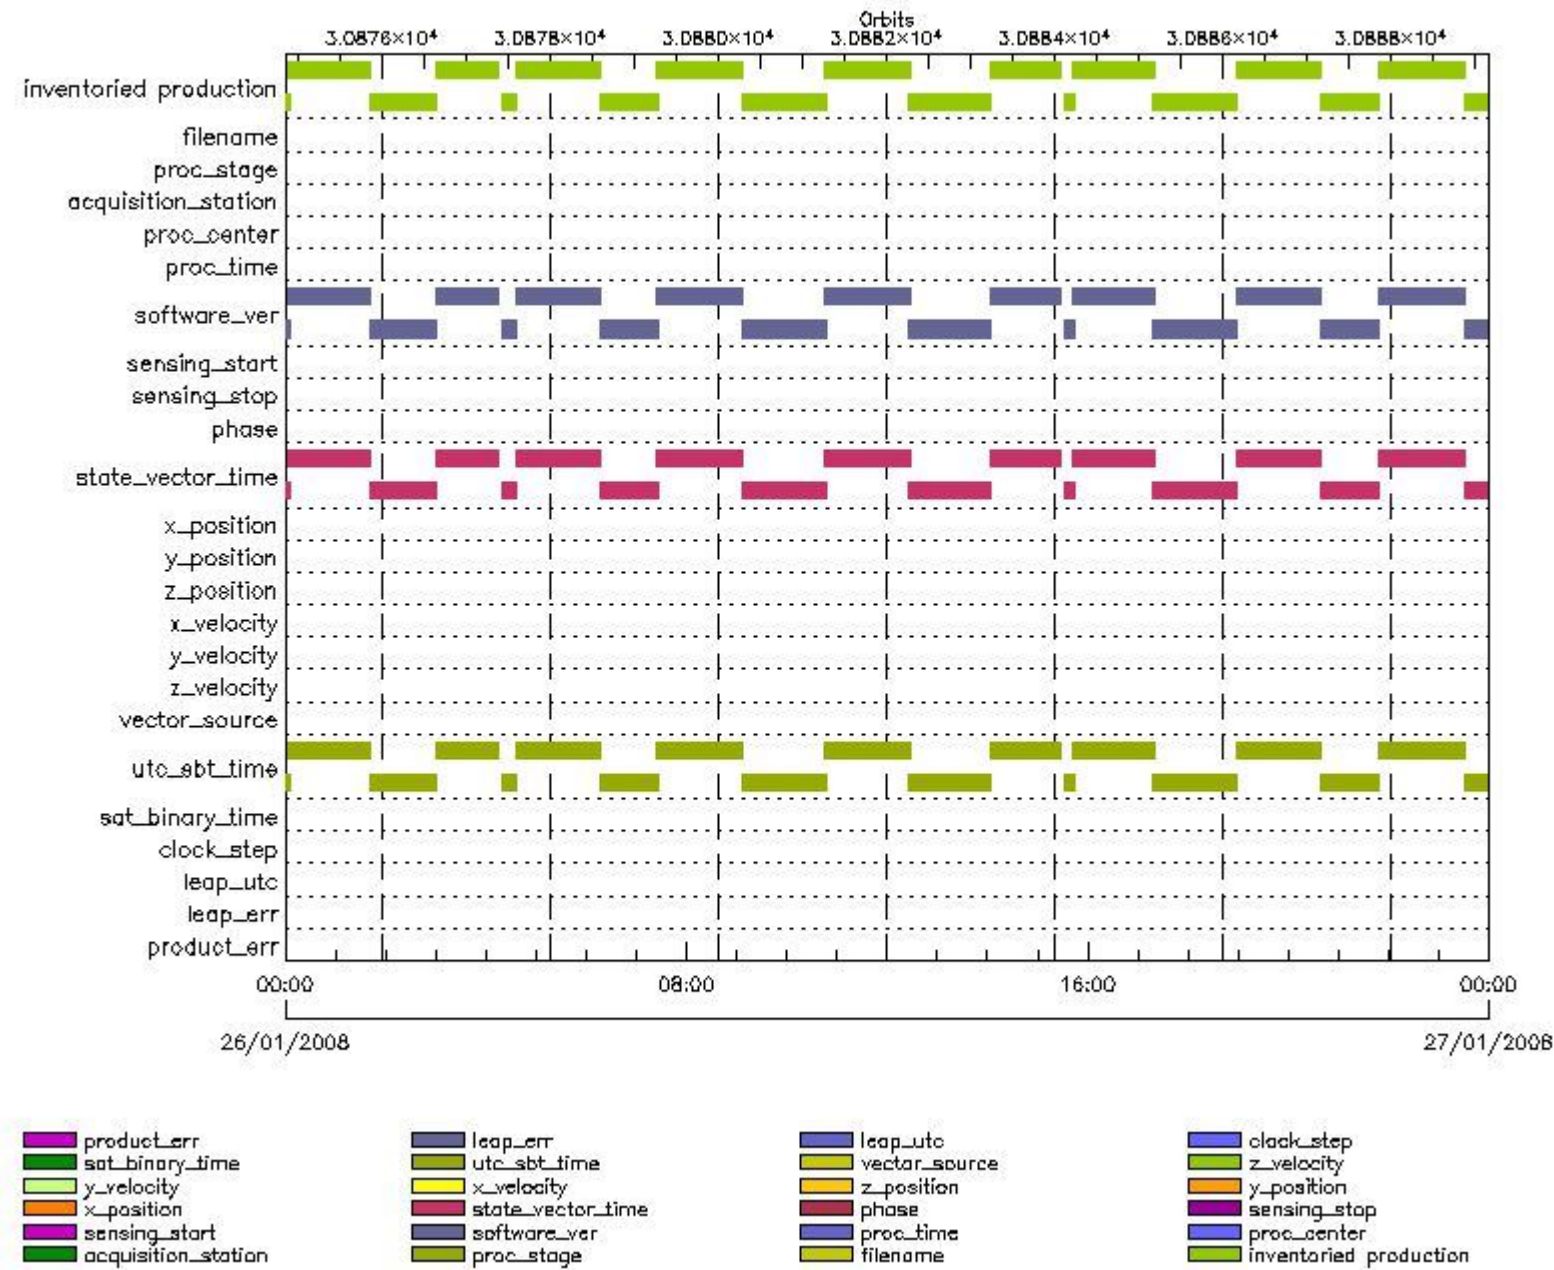 Orbits
3.0876×10⁴ 3.0878×10⁴ 3.0880×10⁴ 3.0882×10⁴ 3.0884×10⁴ 3.0886×10⁴ 3.0888×10⁴
inventoried production
filename
proc_stage
acquisition_station
proc_center
proc_time
software_ver
sensing_start
sensing_stop
phase
state_vector_time
x_position
y_position
z_position
x_velocity
y_velocity
z_velocity
vector_source
utc_sbt_time
sat_binary_time
clock_step
leap_utc
leap_err
product_err
00:00 08:00 16:00 00:00
26/01/2008 27/01/2008
product_err leap_err leap_utc clock_step
sat_binary_time utc_sbt_time vector_source z_velocity
y_velocity x_velocity z_position y_position
x_position state_vector_time phase sensing_stop
sensing_start software_ver proc_time proc_center
acquisition_station proc_stage filename inventoried production